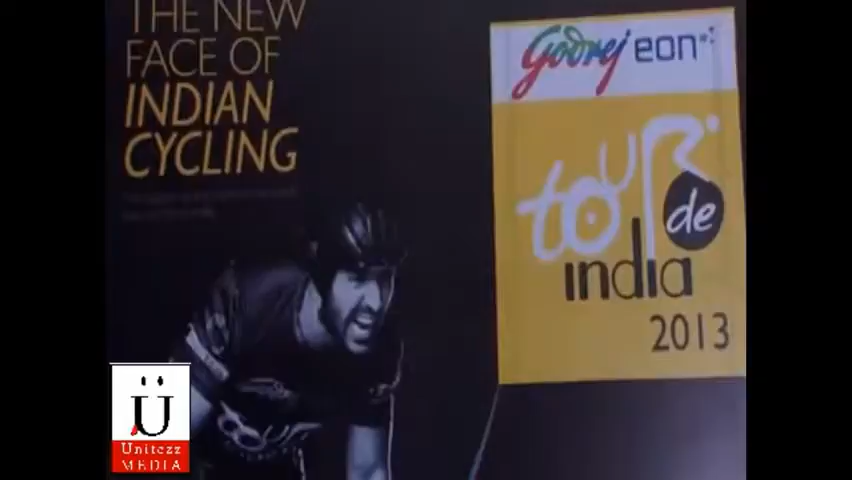 THE NEW
FACE OF
INDIAN
CYCLING
Godrej eon
tour
de
india
2013
Ü
Unitezz
MEDIA